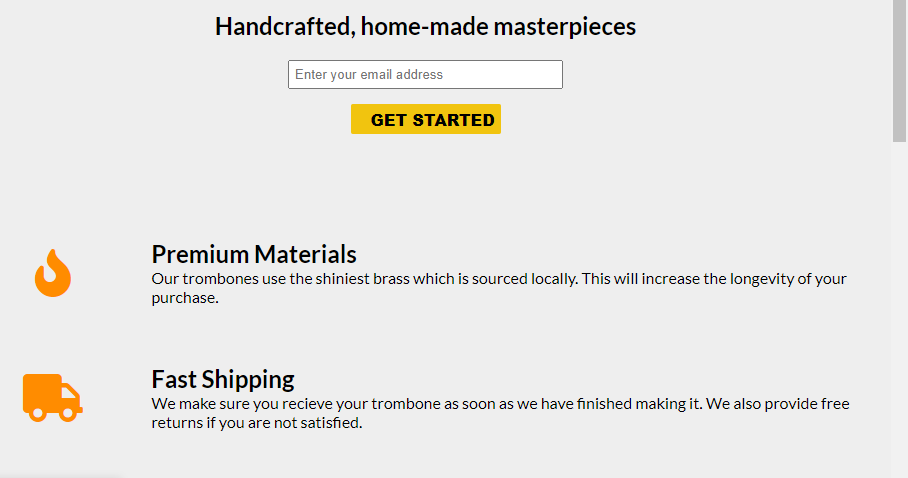 Handcrafted, home-made masterpieces
Enter your email address
GET STARTED
Premium Materials
Our trombones use the shiniest brass which is sourced locally. This will increase the longevity of your
purchase.
Fast Shipping
We make sure you recieve your trombone as soon as we have finished making it. We also provide free
returns if you are not satisfied.